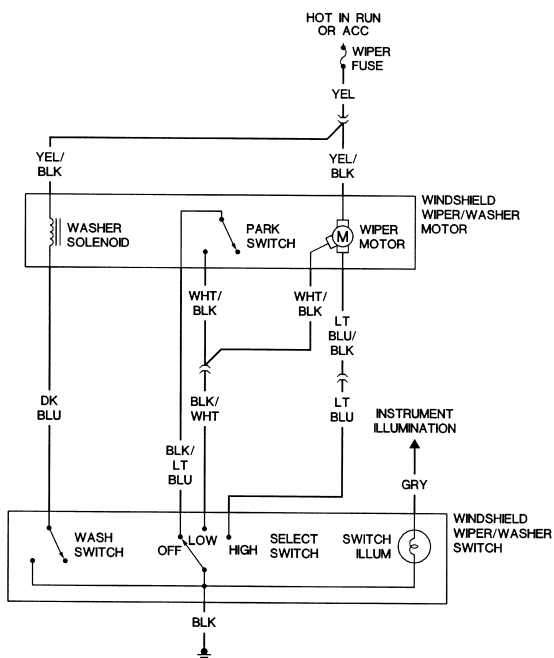 HOT IN RUN
OR ACC
WIPER
FUSE
YEL
YEL/
BLK
YEL/
BLK
WINDSHIELD
WIPER/WASHER
MOTOR
WASHER
SOLENOID
PARK
SWITCH
M
WIPER
MOTOR
WHT/
BLK
WHT/
BLK
LT
BLU/
BLK
DK
BLU
BLK/
WHT
LT
BLU
INSTRUMENT
ILLUMINATION
BLK/
LT
BLU
GRY
WINDSHIELD
WIPER/WASHER
SWITCH
WASH
SWITCH
OFF
LOW
HIGH
SELECT
SWITCH
SWITCH
ILLUM
BLK